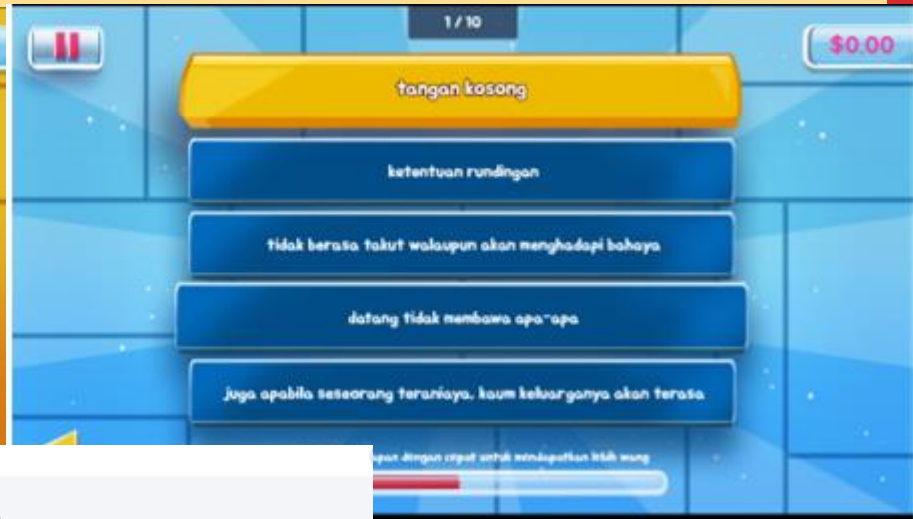 1 / 10
$0.00
tangan kosong
ketentuan rundingan
tidak berasa takut walaupun akan menghadapi bahaya
datang tidak membawa apa-apa
juga apabila seseorang teraniaya, kaum keluarganya akan terasa
dengan cepat untuk mendapatkan lebih wang